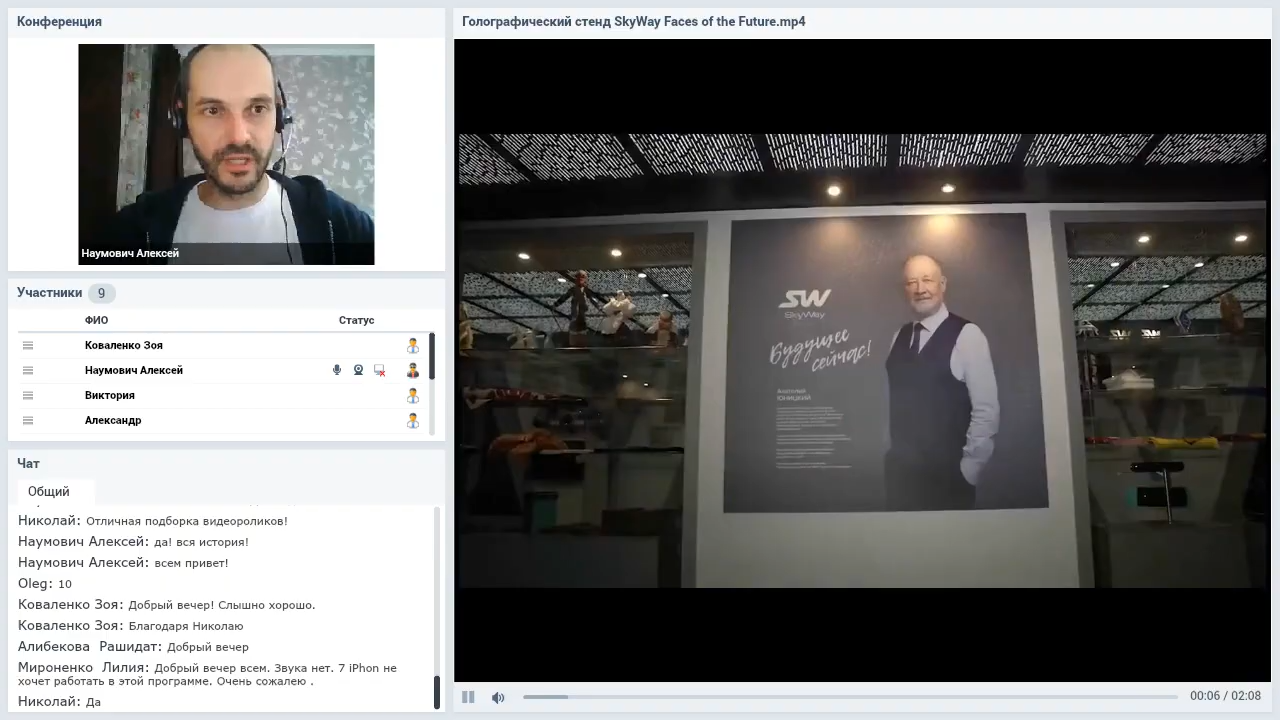 Конференция
Наумович Алексей
Участники 9
ФИО Статус
Коваленко Зоя
Наумович Алексей
Виктория
Александр
Чат
Общий
Николай: Отличная подборка видеороликов!
Наумович Алексей: да! вся история!
Наумович Алексей: всем привет!
Oleg: 10
Коваленко Зоя: Добрый вечер! Слышно хорошо.
Коваленко Зоя: Благодаря Николаю
Алибекова Рашидат: Добрый вечер
Мироненко Лилия: Добрый вечер всем. Звука нет. 7 iPhon не
хочет работать в этой программе. Очень сожалею .
Николай: Да
Голографический стенд SkyWay Faces of the Future.mp4
SW
SkyWay
Будущее
сейчас!
Анатолий
ЮНИЦКИЙ
00:06 / 02:08